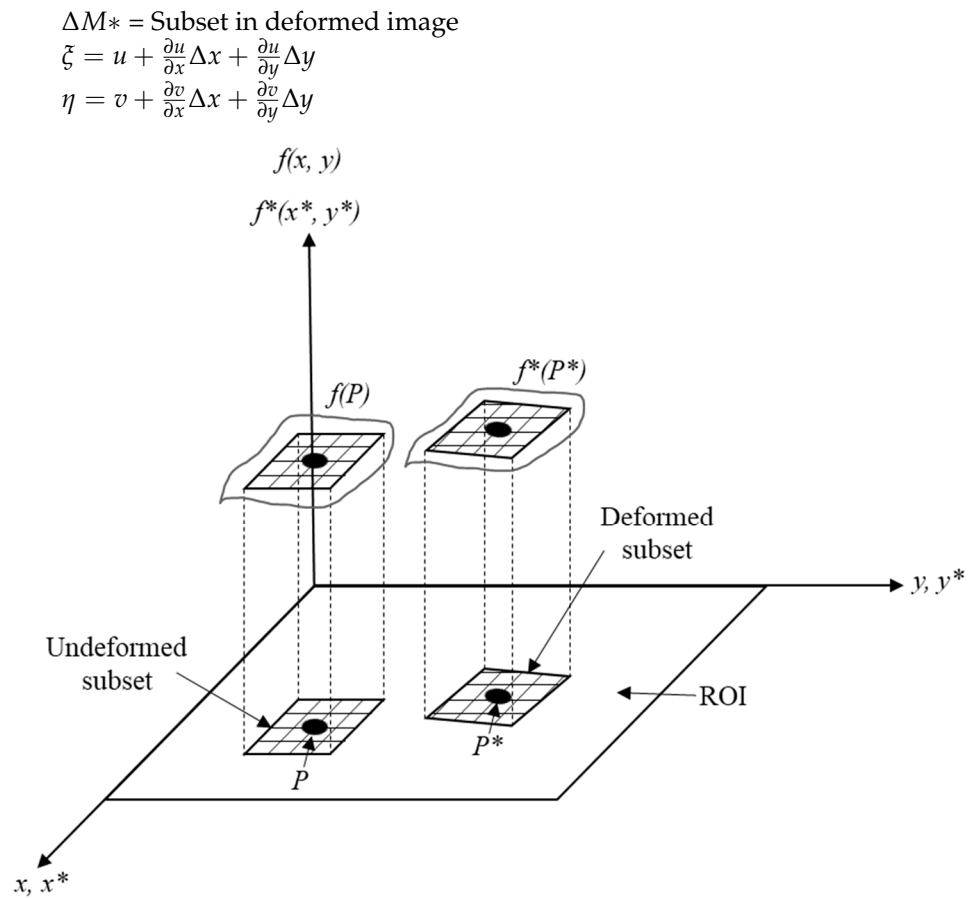 ΔM∗ = Subset in deformed image
ξ = u + ∂u/∂x Δx + ∂u/∂y Δy
η = v + ∂v/∂x Δx + ∂v/∂y Δy
f(x, y)
f*(x*, y*)
f*(P*)
f(P)
Deformed
subset
y, y*
Undeformed
subset
ROI
P*
P
x, x*